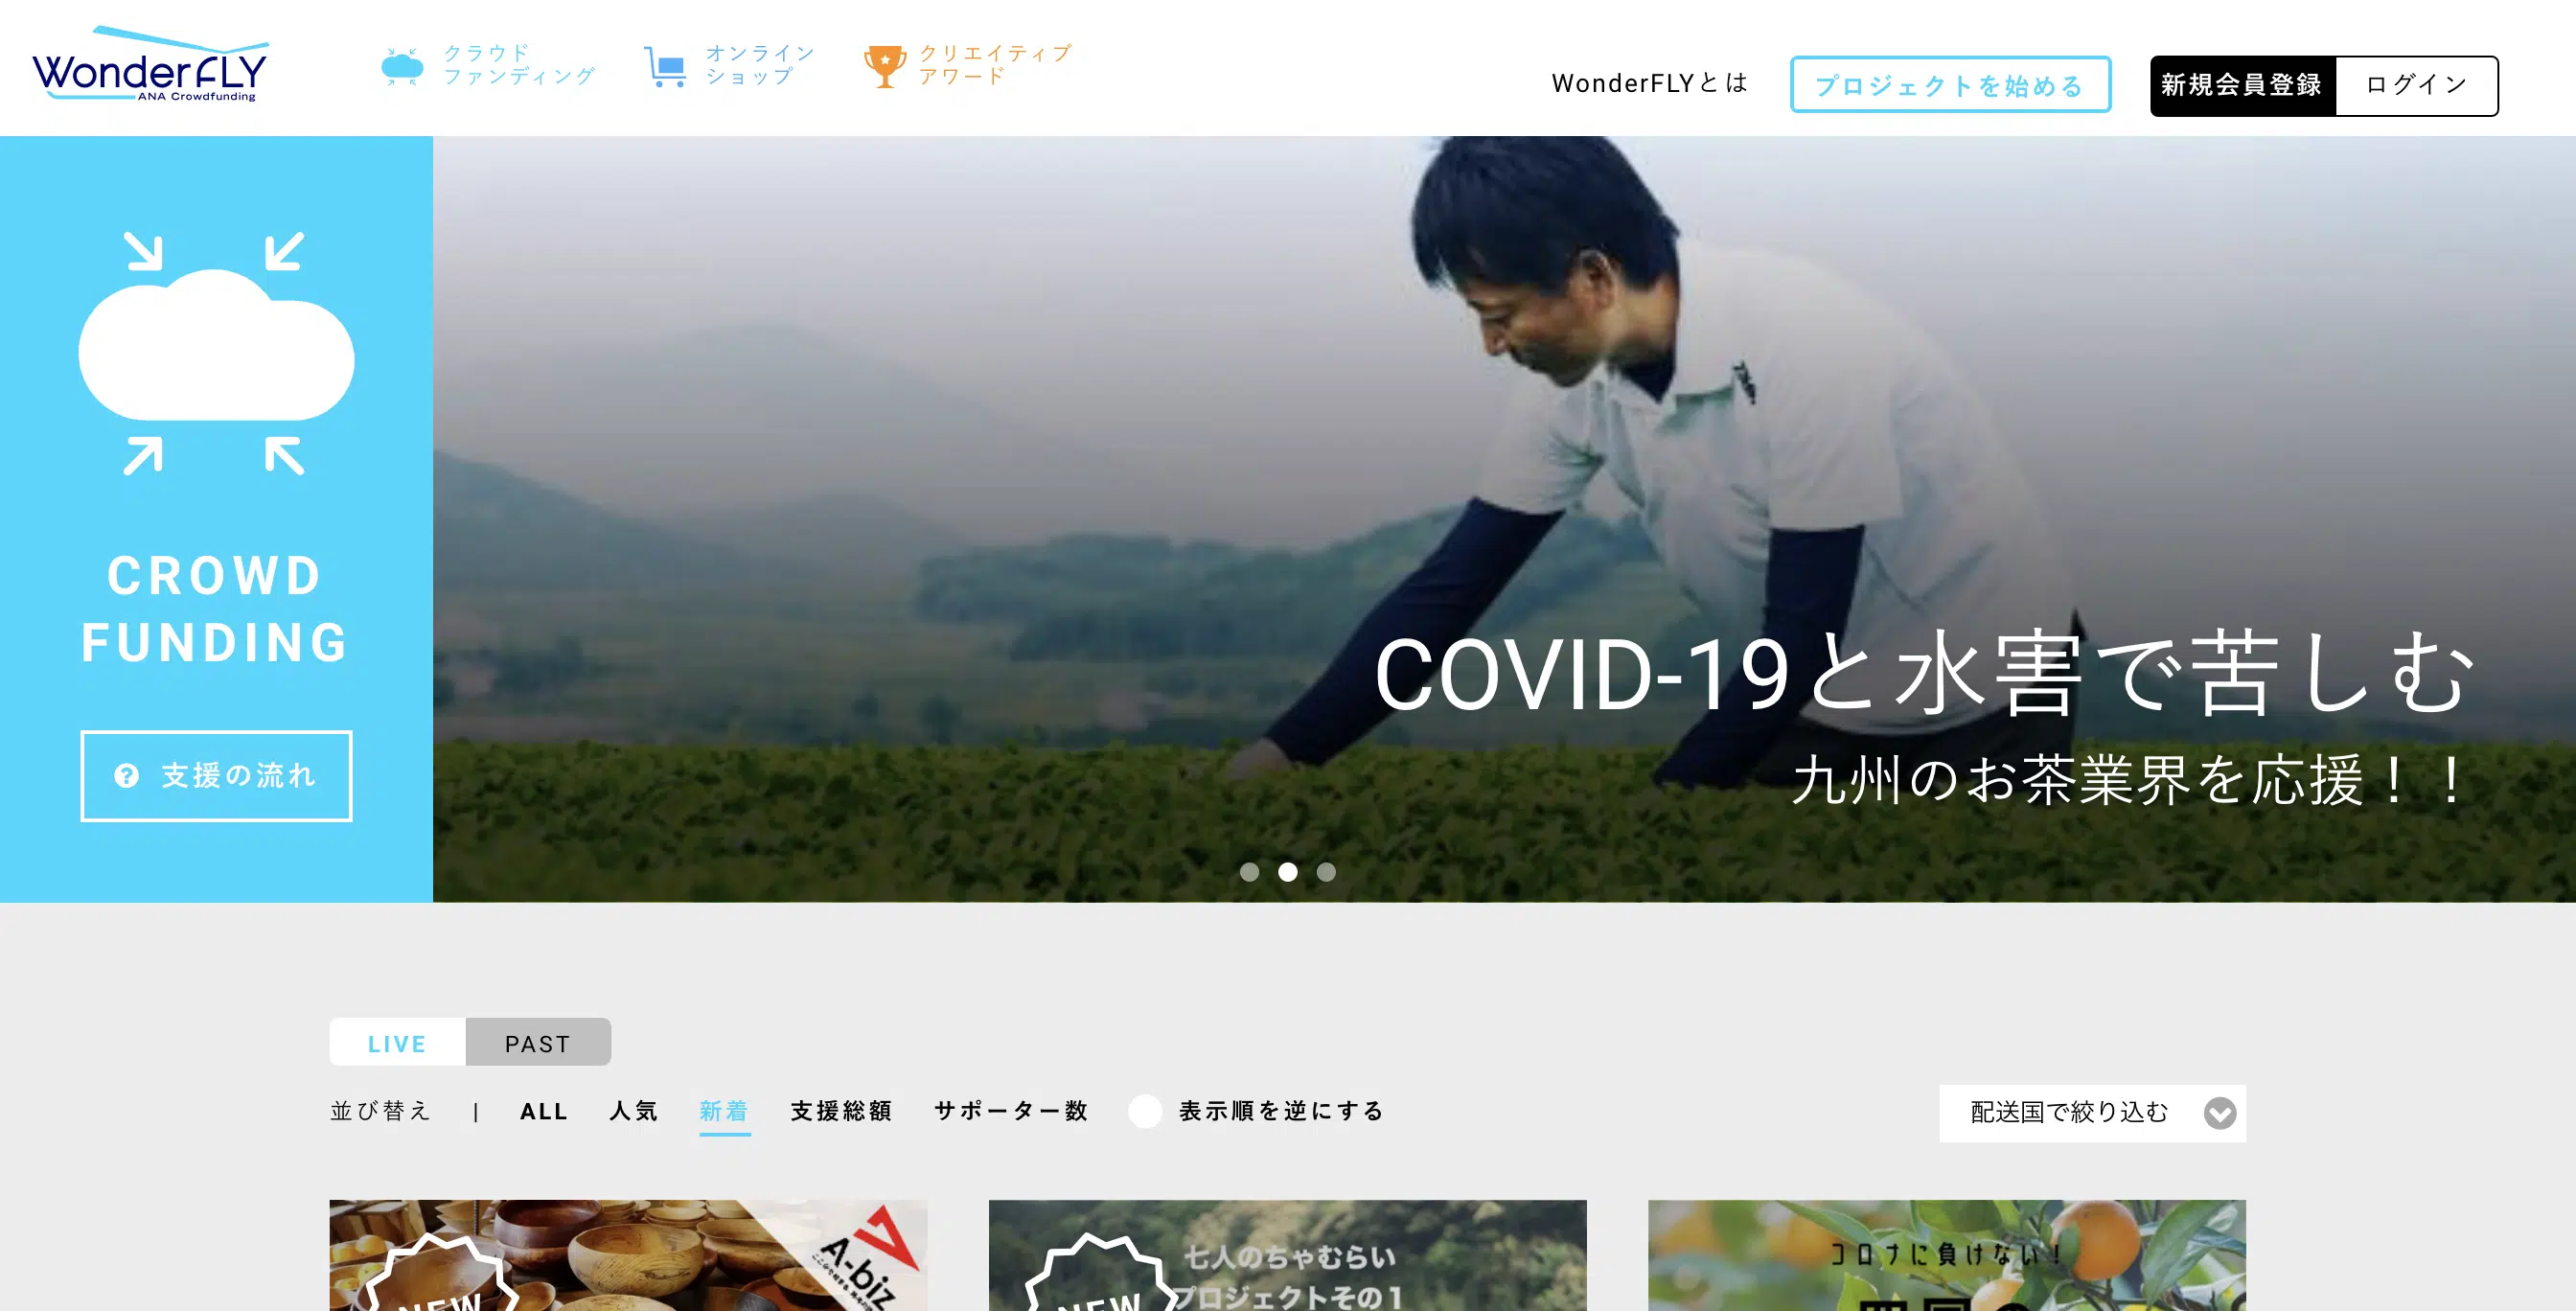 WonderFLY
ANA Crowdfunding
クラウド
ファンディング
オンライン
ショップ
クリエイティブ
アワード
WonderFLYとは
プロジェクトを始める
新規会員登録
ログイン
CROWD
FUNDING
支援の流れ
COVID-19と水害で苦しむ
九州のお茶業界を応援！！
LIVE
PAST
並び替え | ALL 人気 新着 支援総額 サポーター数 表示順を逆にする
配送国で絞り込む
NEW
A-biz
NEW
七人のちゃむらい
プロジェクトその1
コロナに負けない！